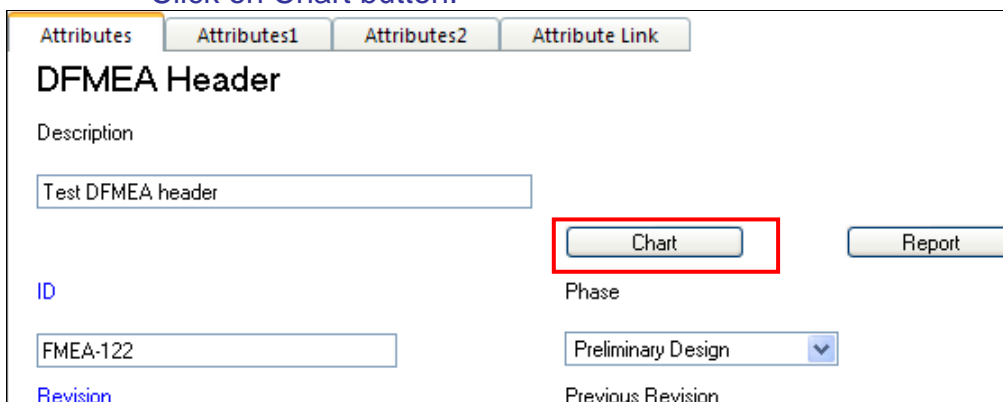 Click on Chart button.
Attributes Attributes1 Attributes2 Attribute Link
DFMEA Header
Description
Test DFMEA header
Chart Report
ID Phase
FMEA-122 Preliminary Design
Revision Previous Revision